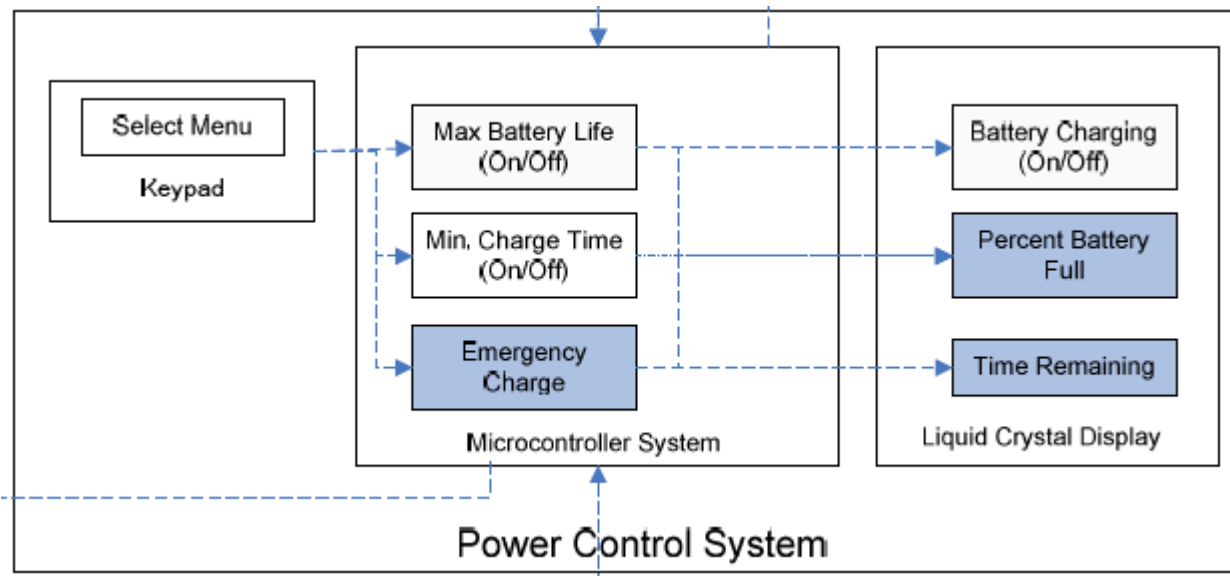 Select Menu
Keypad
Max Battery Life
(On/Off)
Min. Charge Time
(On/Off)
Emergency
Charge
Microcontroller System
Battery Charging
(On/Off)
Percent Battery
Full
Time Remaining
Liquid Crystal Display
Power Control System